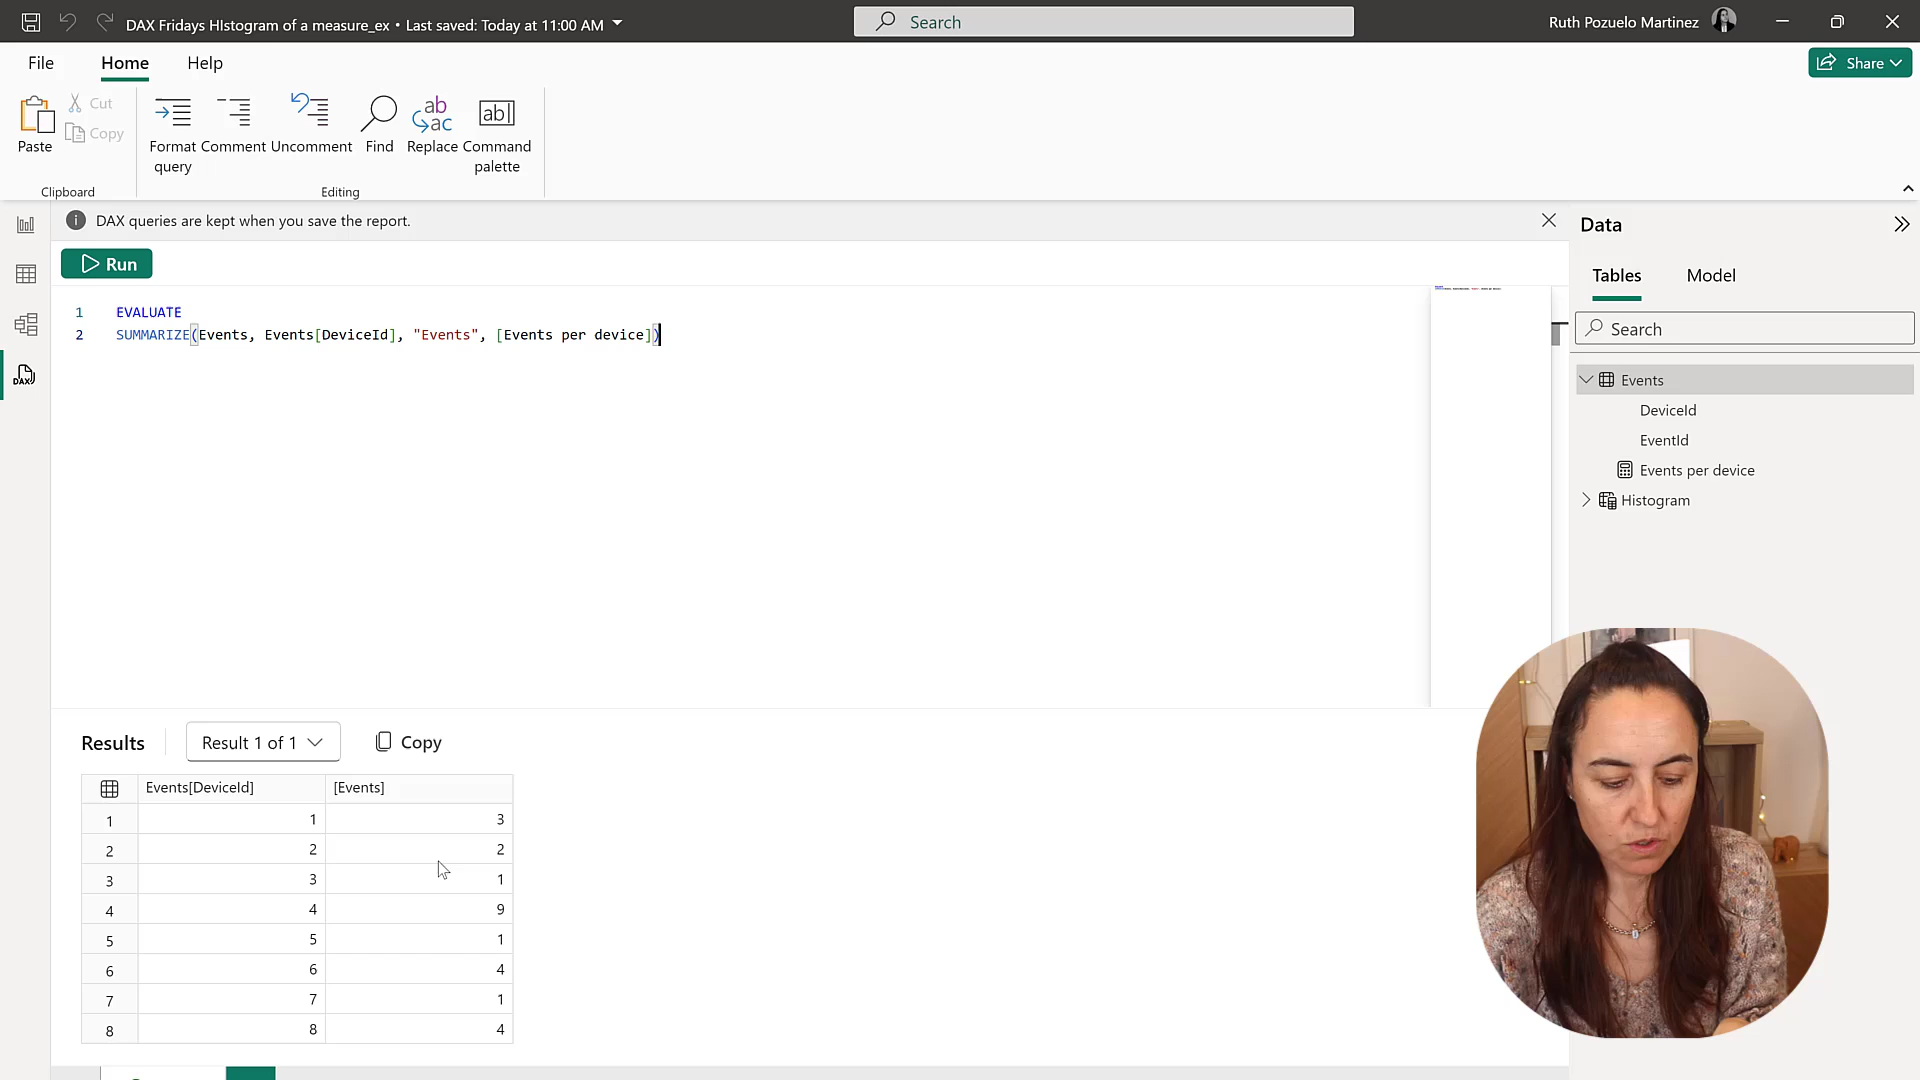 DAX Fridays HIstogram of a measure_ex • Last saved: Today at 11:00 AM
Search
Ruth Pozuelo Martinez
File
Home
Help
Share
Paste
Cut
Copy
Format query
Comment
Uncomment
Find
Replace
Command palette
Clipboard
Editing
DAX queries are kept when you save the report.
Run
1 EVALUATE
2 SUMMARIZE(Events, Events[DeviceId], "Events", [Events per device])
Data
Tables
Model
Search
Events
DeviceId
EventId
Events per device
Histogram
Results
Result 1 of 1
Copy
Events[DeviceId] [Events]
1 1 3
2 2 2
3 3 1
4 4 9
5 5 1
6 6 4
7 7 1
8 8 4
DAX